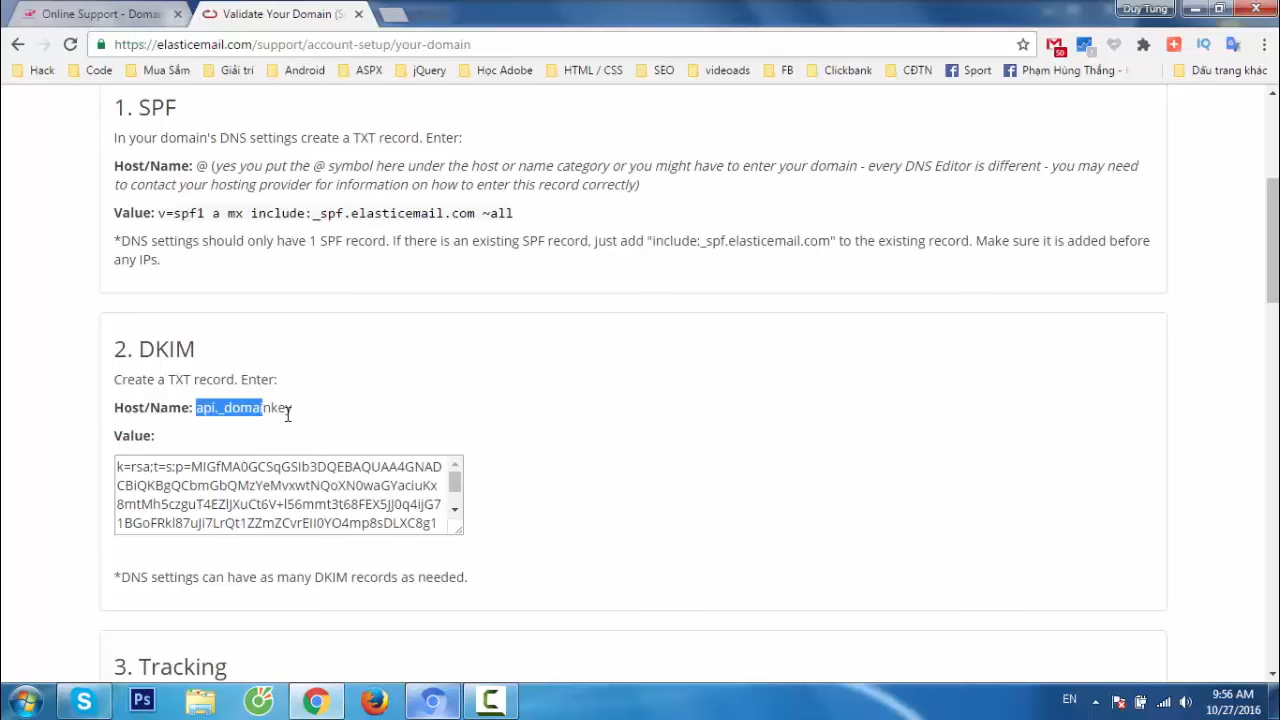 Online Support - Domai
Validate Your Domain (S
Duy Tung
https://elasticemail.com/support/account-setup/your-domain
50
IQ
Hack
Code
Mua Sắm
Giải trí
Android
ASPX
jQuery
Học Adobe
HTML / CSS
SEO
videoads
FB
Clickbank
CĐTN
Sport
Phạm Hùng Thắng -
Dấu trang khác
1. SPF
In your domain's DNS settings create a TXT record. Enter:
Host/Name: @ (yes you put the @ symbol here under the host or name category or you might have to enter your domain - every DNS Editor is different - you may need
to contact your hosting provider for information on how to enter this record correctly)
Value: v=spf1 a mx include:_spf.elasticemail.com ~all
*DNS settings should only have 1 SPF record. If there is an existing SPF record, just add "include:_spf.elasticemail.com" to the existing record. Make sure it is added before
any IPs.
2. DKIM
Create a TXT record. Enter:
Host/Name: api._domainkey
Value:
k=rsa;t=s;p=MIGfMA0GCSqGSIb3DQEBAQUAA4GNAD
CBiQKBgQCbmGbQMzYeMvxwtNQoXN0waGYaciuKx
8mtMh5czguT4EZlJXuCt6V+l56mmt3t68FEX5JJ0q4ijG7
1BGoFRkl87uJi7LrQt1ZZmZCvrEII0YO4mp8sDLXC8g1
*DNS settings can have as many DKIM records as needed.
3. Tracking
S
Ps
C
EN
9:56 AM
10/27/2016